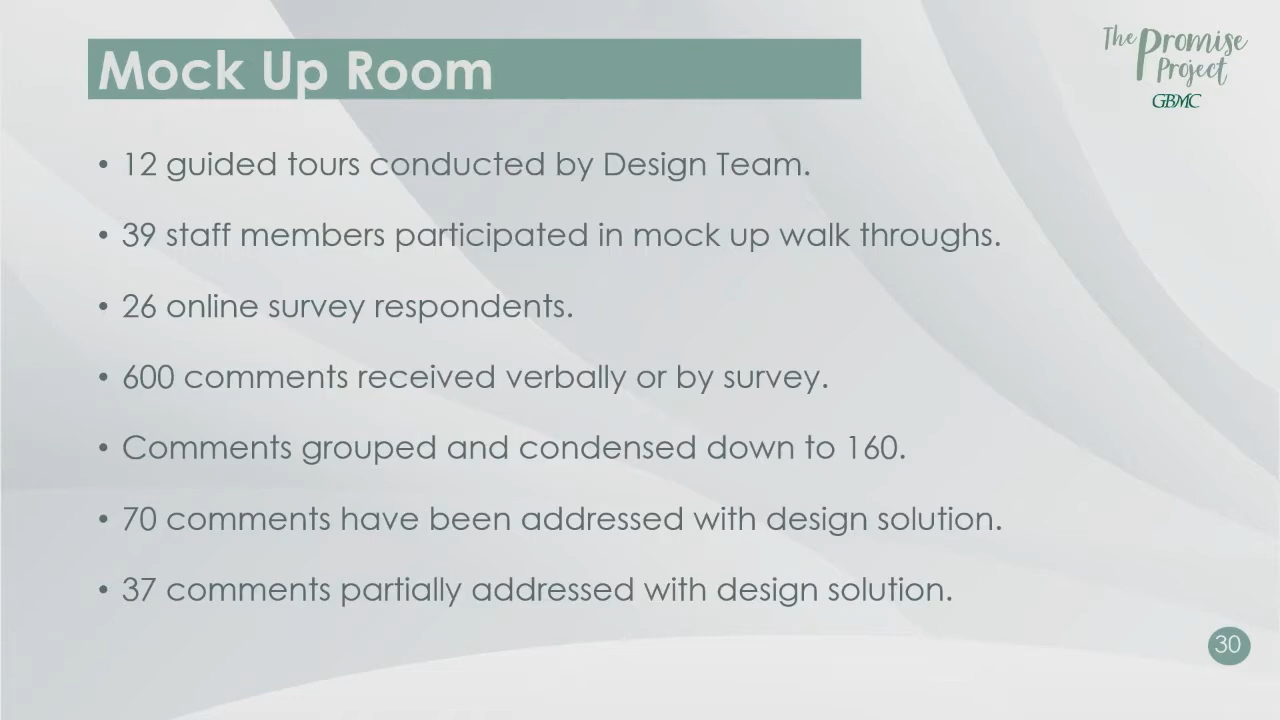 Mock Up Room
The Promise
Project
GBMC
• 12 guided tours conducted by Design Team.
• 39 staff members participated in mock up walk throughs.
• 26 online survey respondents.
• 600 comments received verbally or by survey.
• Comments grouped and condensed down to 160.
• 70 comments have been addressed with design solution.
• 37 comments partially addressed with design solution.
30